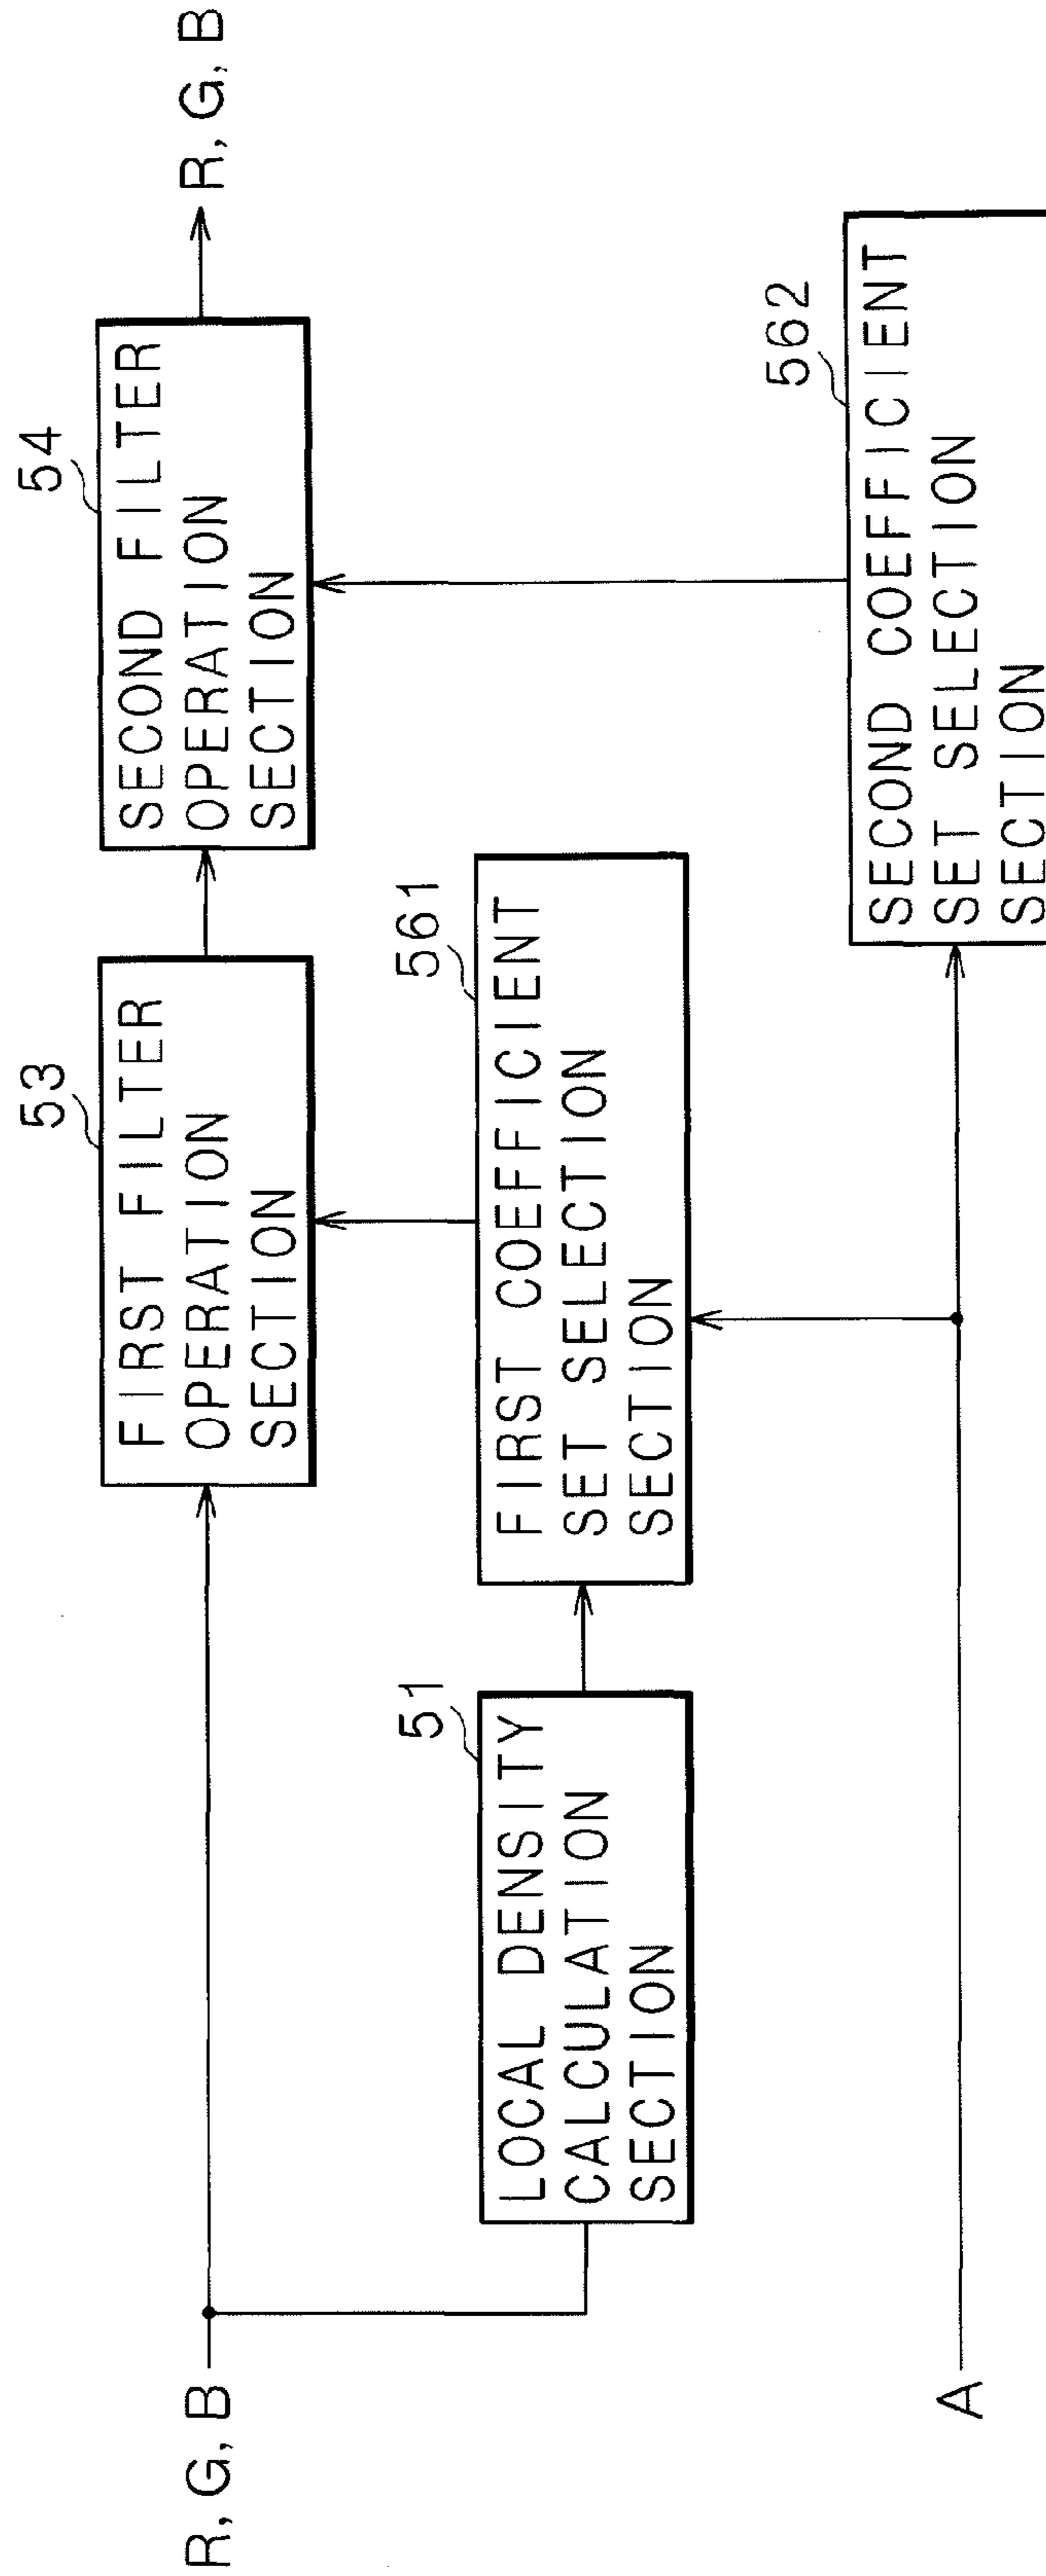 R, G, B
53
FIRST FILTER
OPERATION
SECTION
54
SECOND FILTER
OPERATION
SECTION
R, G, B
51
LOCAL DENSITY
CALCULATION
SECTION
561
FIRST COEFFICIENT
SET SELECTION
SECTION
562
SECOND COEFFICIENT
SET SELECTION
SECTION
A